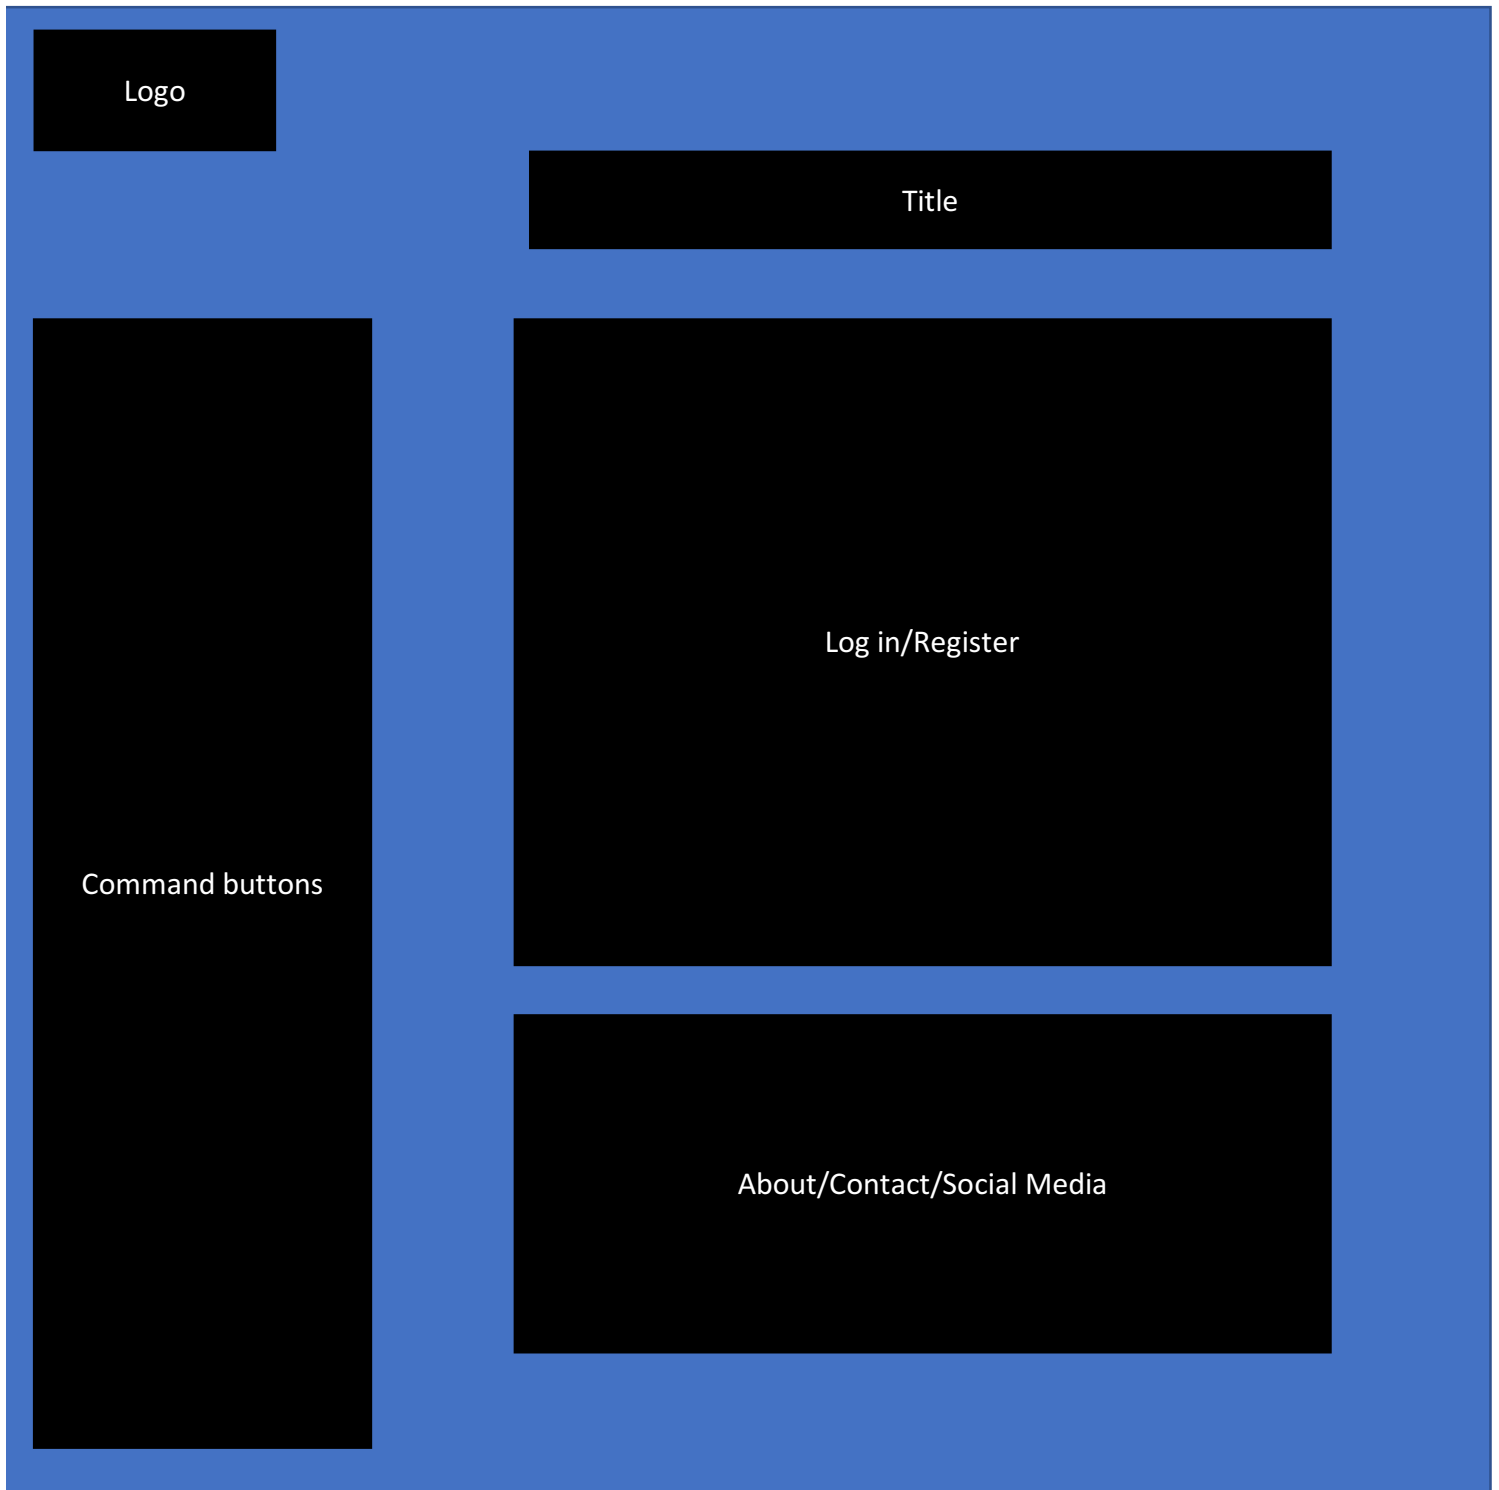 Logo
Title
Log in/Register
Command buttons
About/Contact/Social Media